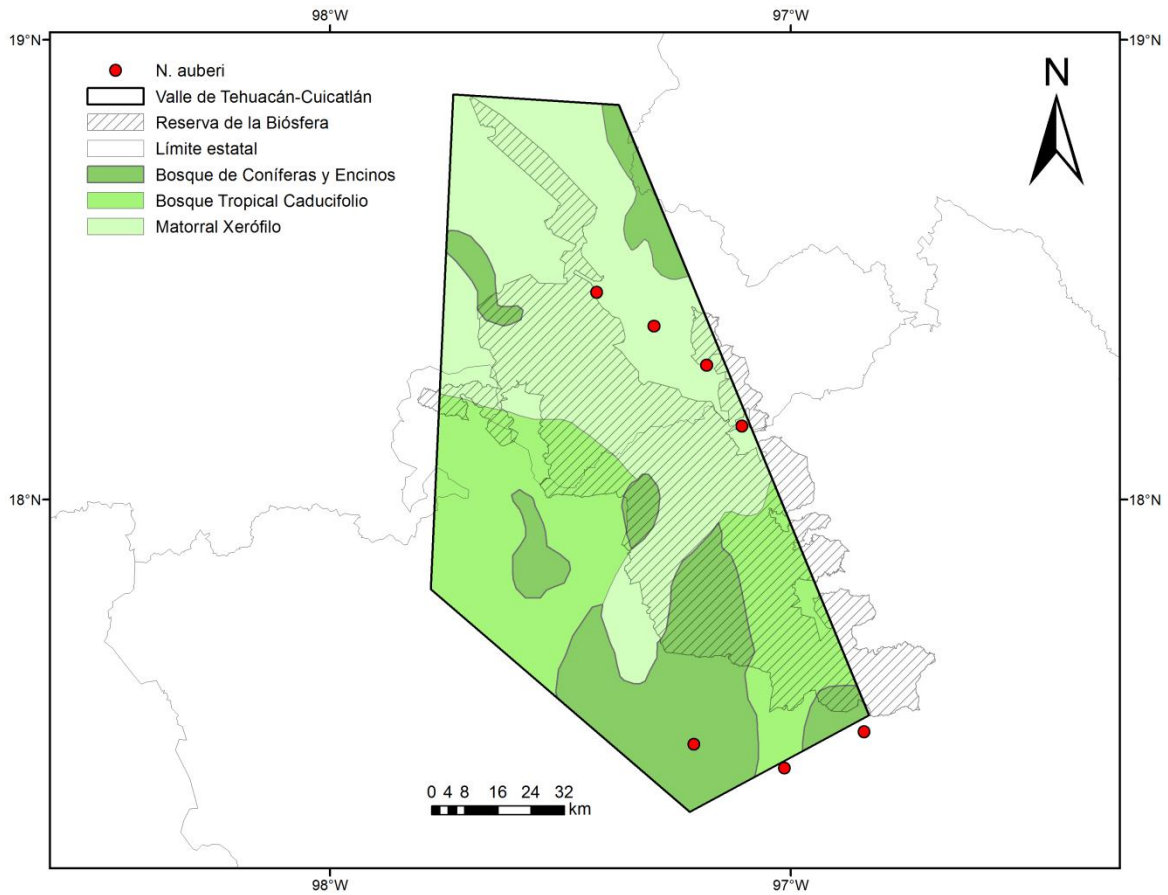 98°W
97°W
19°N
19°N
N
N. auberi
Valle de Tehuacán-Cuicatlán
Reserva de la Biósfera
Límite estatal
Bosque de Coníferas y Encinos
Bosque Tropical Caducifolio
Matorral Xerófilo
18°N
18°N
0 4 8 16 24 32
km
98°W
97°W